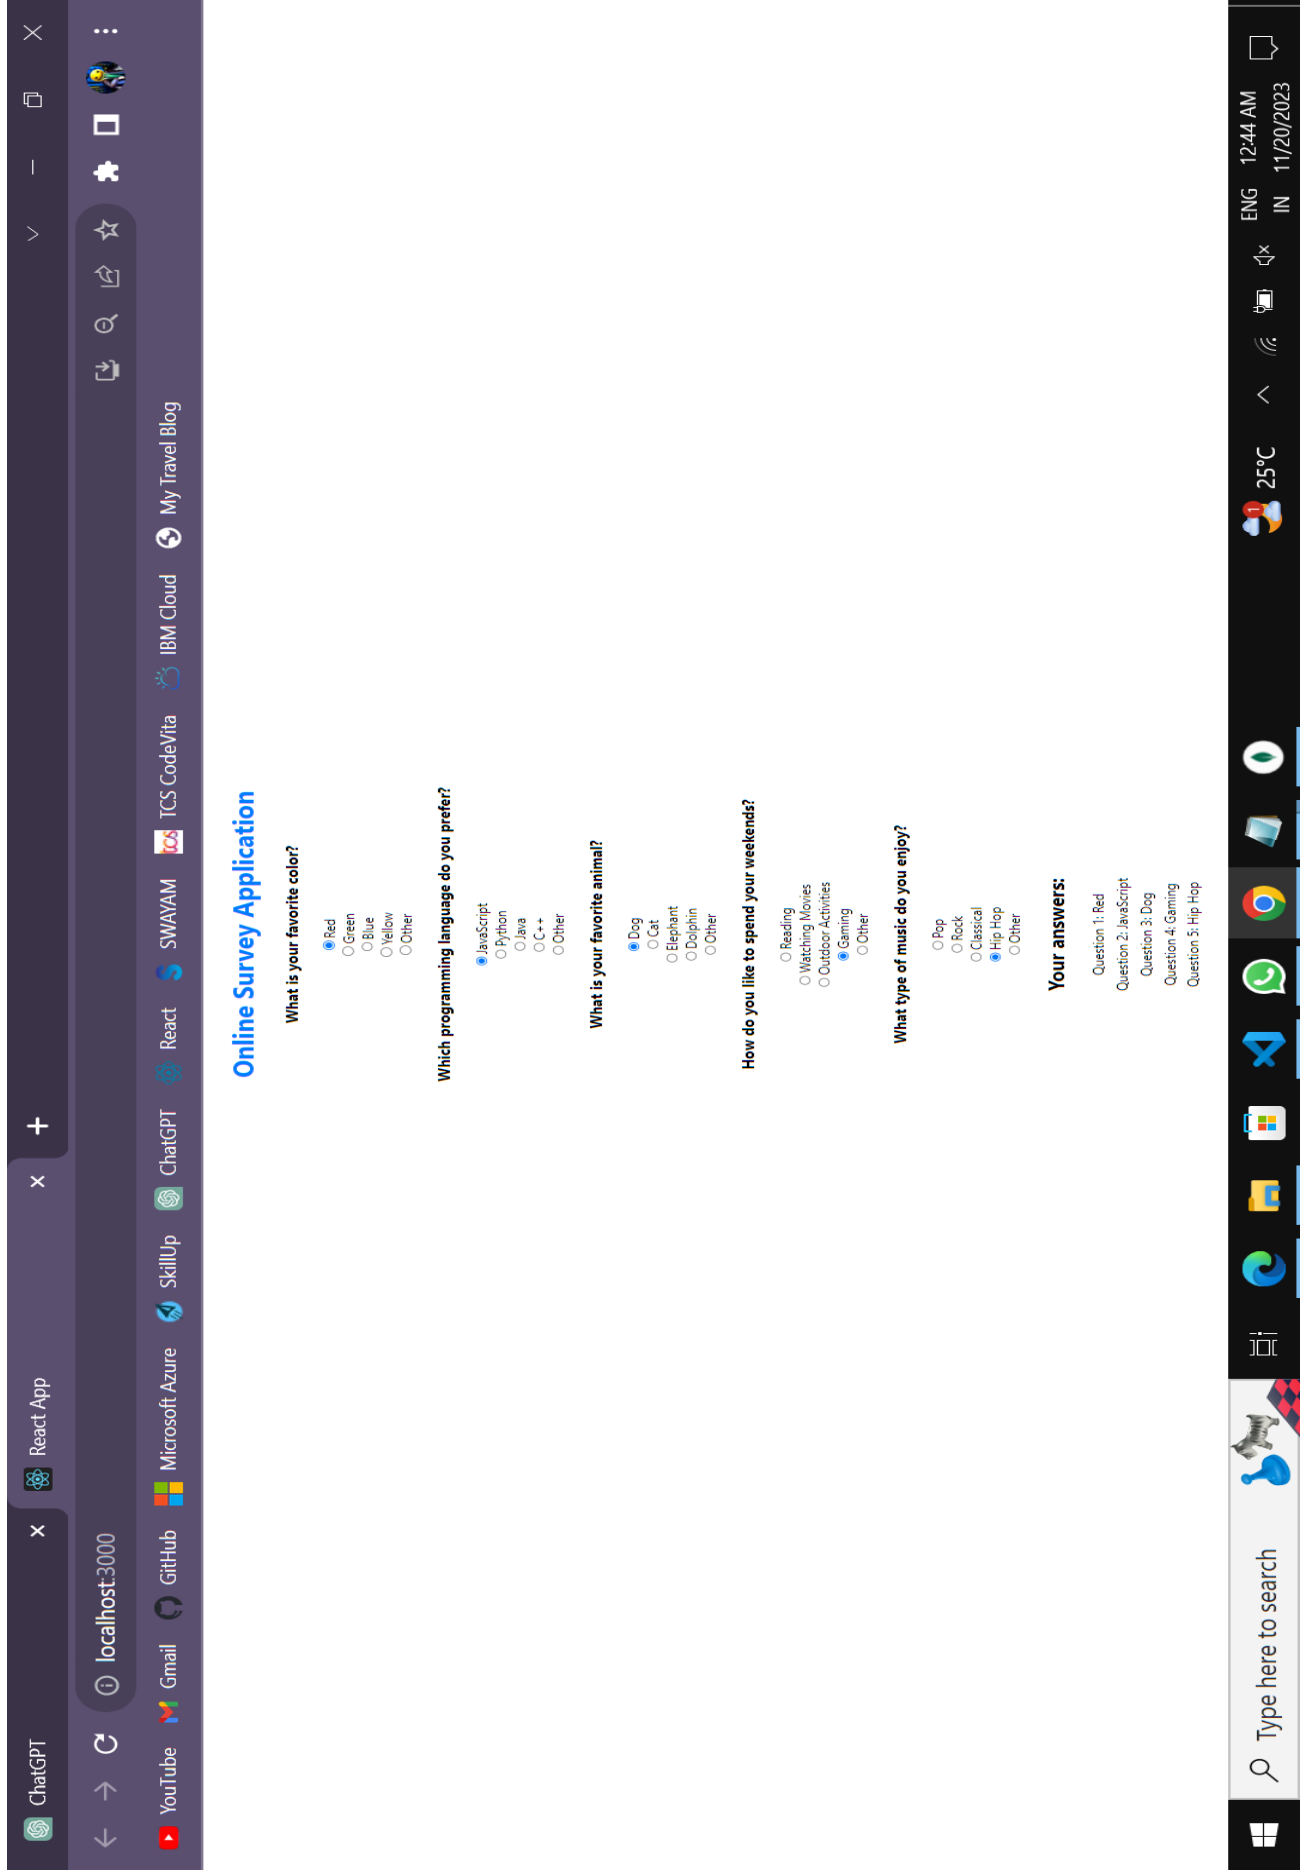 ChatGPT
React App
localhost:3000
YouTube
Gmail
GitHub
Microsoft Azure
SkillUp
ChatGPT
React
SWAYAM
TCS CodeVita
IBM Cloud
My Travel Blog
Online Survey Application
What is your favorite color?
Red
Green
Blue
Yellow
Other
Which programming language do you prefer?
JavaScript
Python
Java
C++
Other
What is your favorite animal?
Dog
Cat
Elephant
Dolphin
Other
How do you like to spend your weekends?
Reading
Watching Movies
Outdoor Activities
Gaming
Other
What type of music do you enjoy?
Pop
Rock
Classical
Hip Hop
Other
Your answers:
Question 1: Red
Question 2: JavaScript
Question 3: Dog
Question 4: Gaming
Question 5: Hip Hop
Type here to search
1
25°C
ENG
IN
12:44 AM
11/20/2023